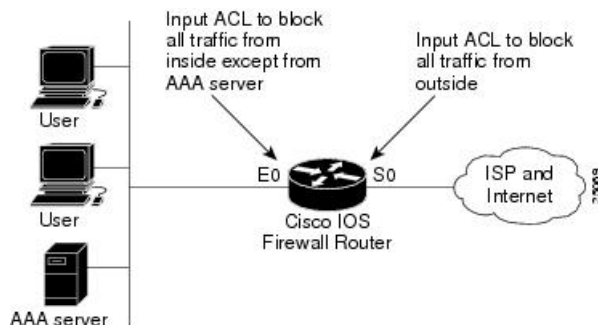 Input ACL to block
all traffic from
inside except from
AAA server
Input ACL to block
all traffic from
outside
User
E0
S0
ISP and
Internet
Cisco IOS
Firewall Router
User
AAA server